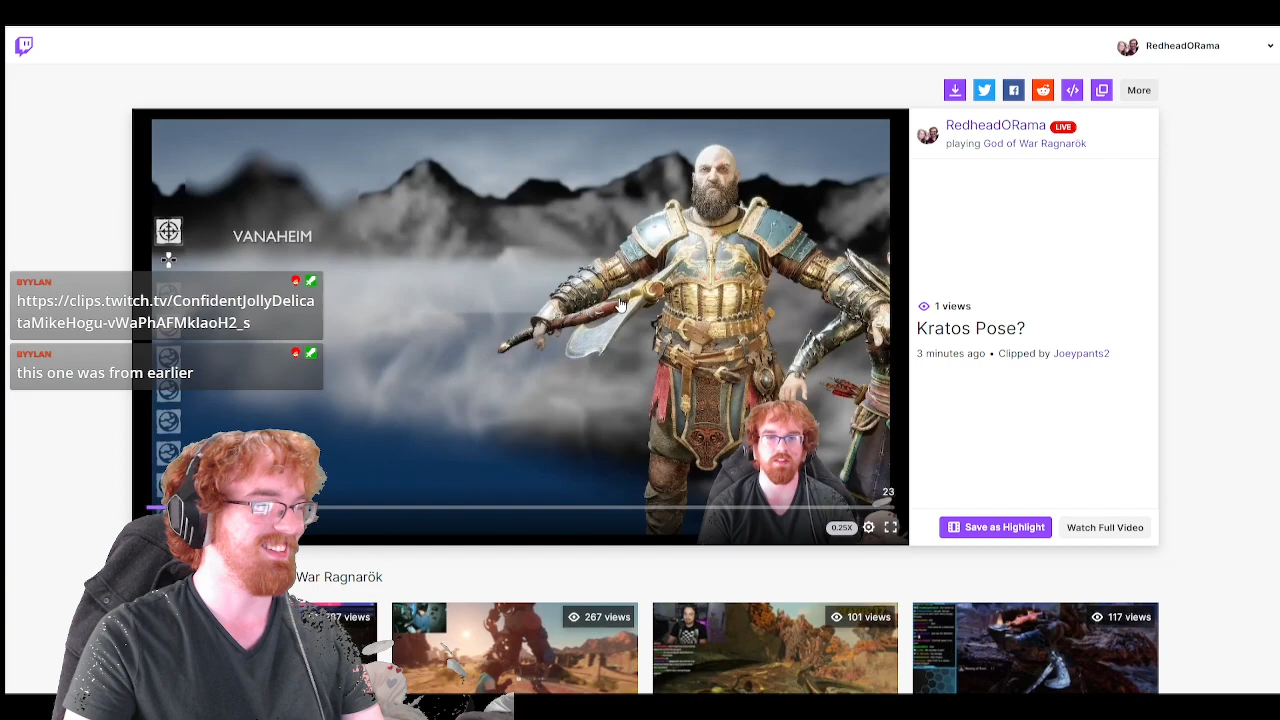 RedheadORama
More
RedheadORama LIVE
playing God of War Ragnarök
VANAHEIM
BYYLAN
https://clips.twitch.tv/ConfidentJollyDelica
taMikeHogu-vWaPhAFMklaoH2_s
1 views
Kratos Pose?
3 minutes ago • Clipped by Joeypants2
BYYLAN
this one was from earlier
23
0.25X
Save as Highlight
Watch Full Video
War Ragnarök
views
267 views
101 views
117 views